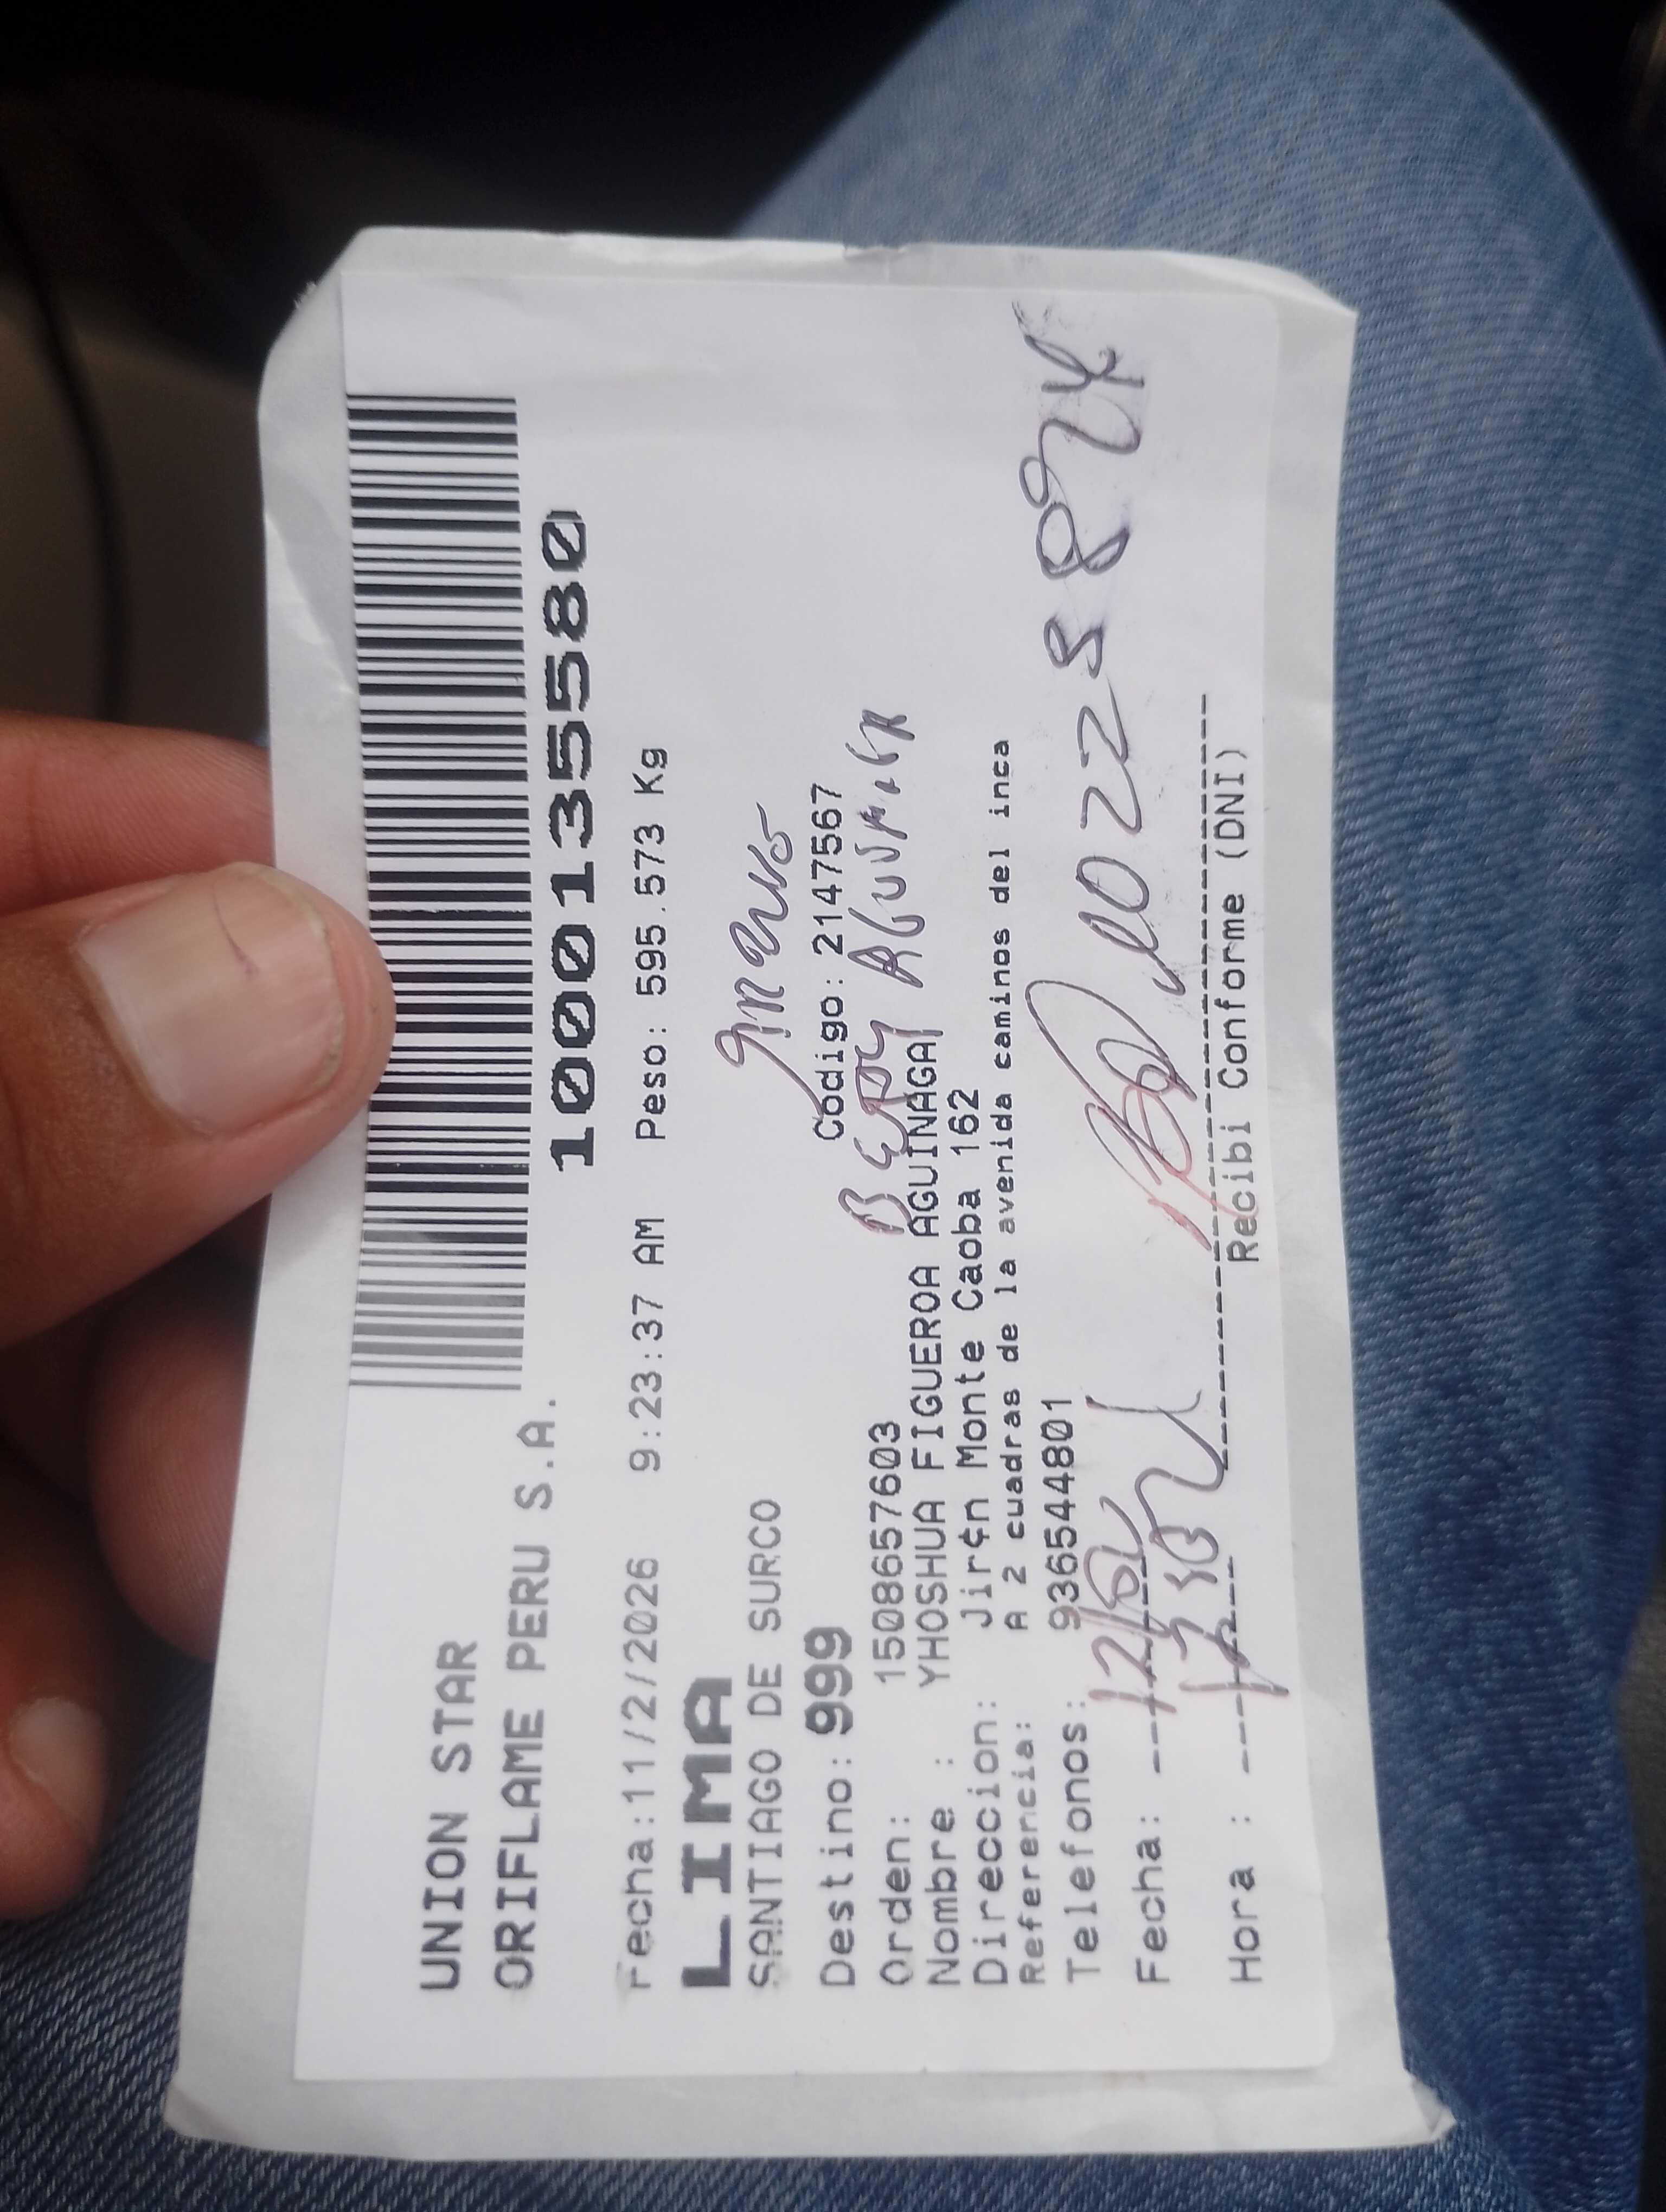 UNION STAR
ORIFLAME PERU S.A.
10001355580
Fecha:11/2/2026 9:23:37 AM Peso: 595.573 Kg
LIMA
SANTIAGO DE SURCO
Destino: 999 Codigo: 2147567
Orden: 1508657603
Nombre : YHOSHUA FIGUEROA AGUINAGA
Direccion: Jir¢n Monte Caoba 162
Referencia: A 2 cuadras de la avenida caminos del inca
Telefonos: 936544801
Fecha:
Hora :
Recibi Conforme (DNI)